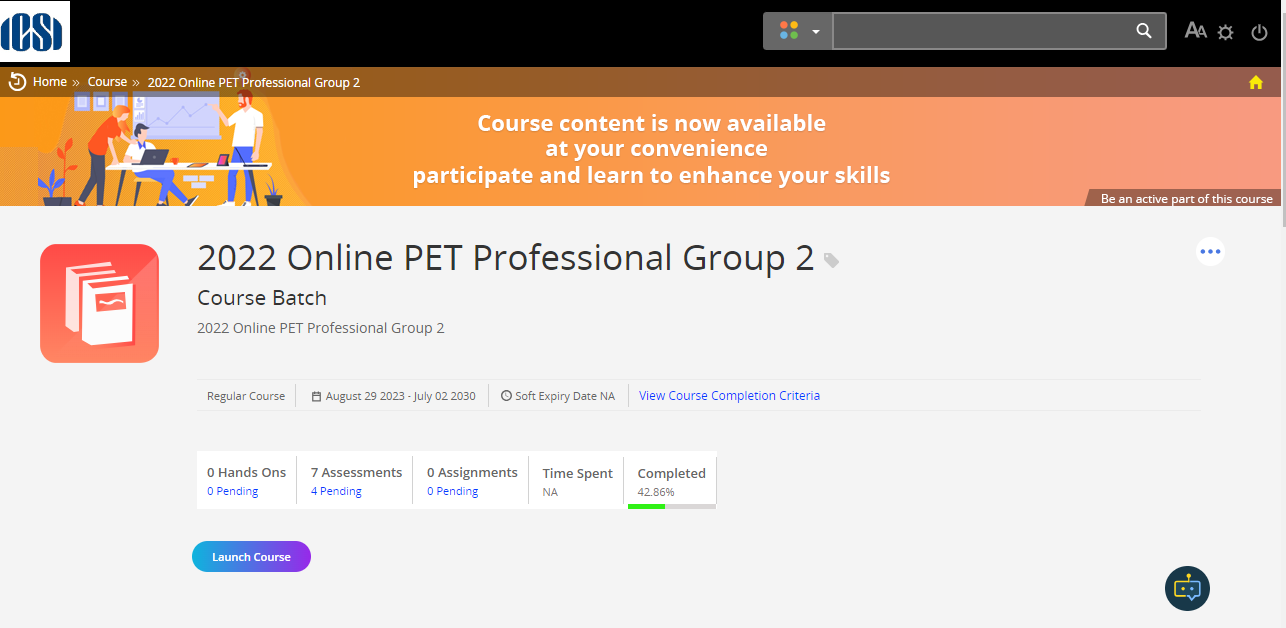 ICSI
AA
Home » Course » 2022 Online PET Professional Group 2
Course content is now available
at your convenience
participate and learn to enhance your skills
Be an active part of this course
2022 Online PET Professional Group 2
Course Batch
2022 Online PET Professional Group 2
Regular Course August 29 2023 - July 02 2030 Soft Expiry Date NA View Course Completion Criteria
0 Hands Ons 7 Assessments 0 Assignments Time Spent Completed
0 Pending 4 Pending 0 Pending NA 42.86%
Launch Course